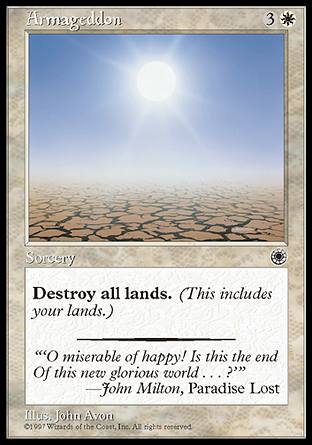 Armageddon 3
Sorcery
Destroy all lands. (This includes
your lands.)
“‘O miserable of happy! Is this the end
Of this new glorious world . . . ?’”
—John Milton, Paradise Lost
Illus. John Avon
©1997 Wizards of the Coast, Inc. All rights reserved.